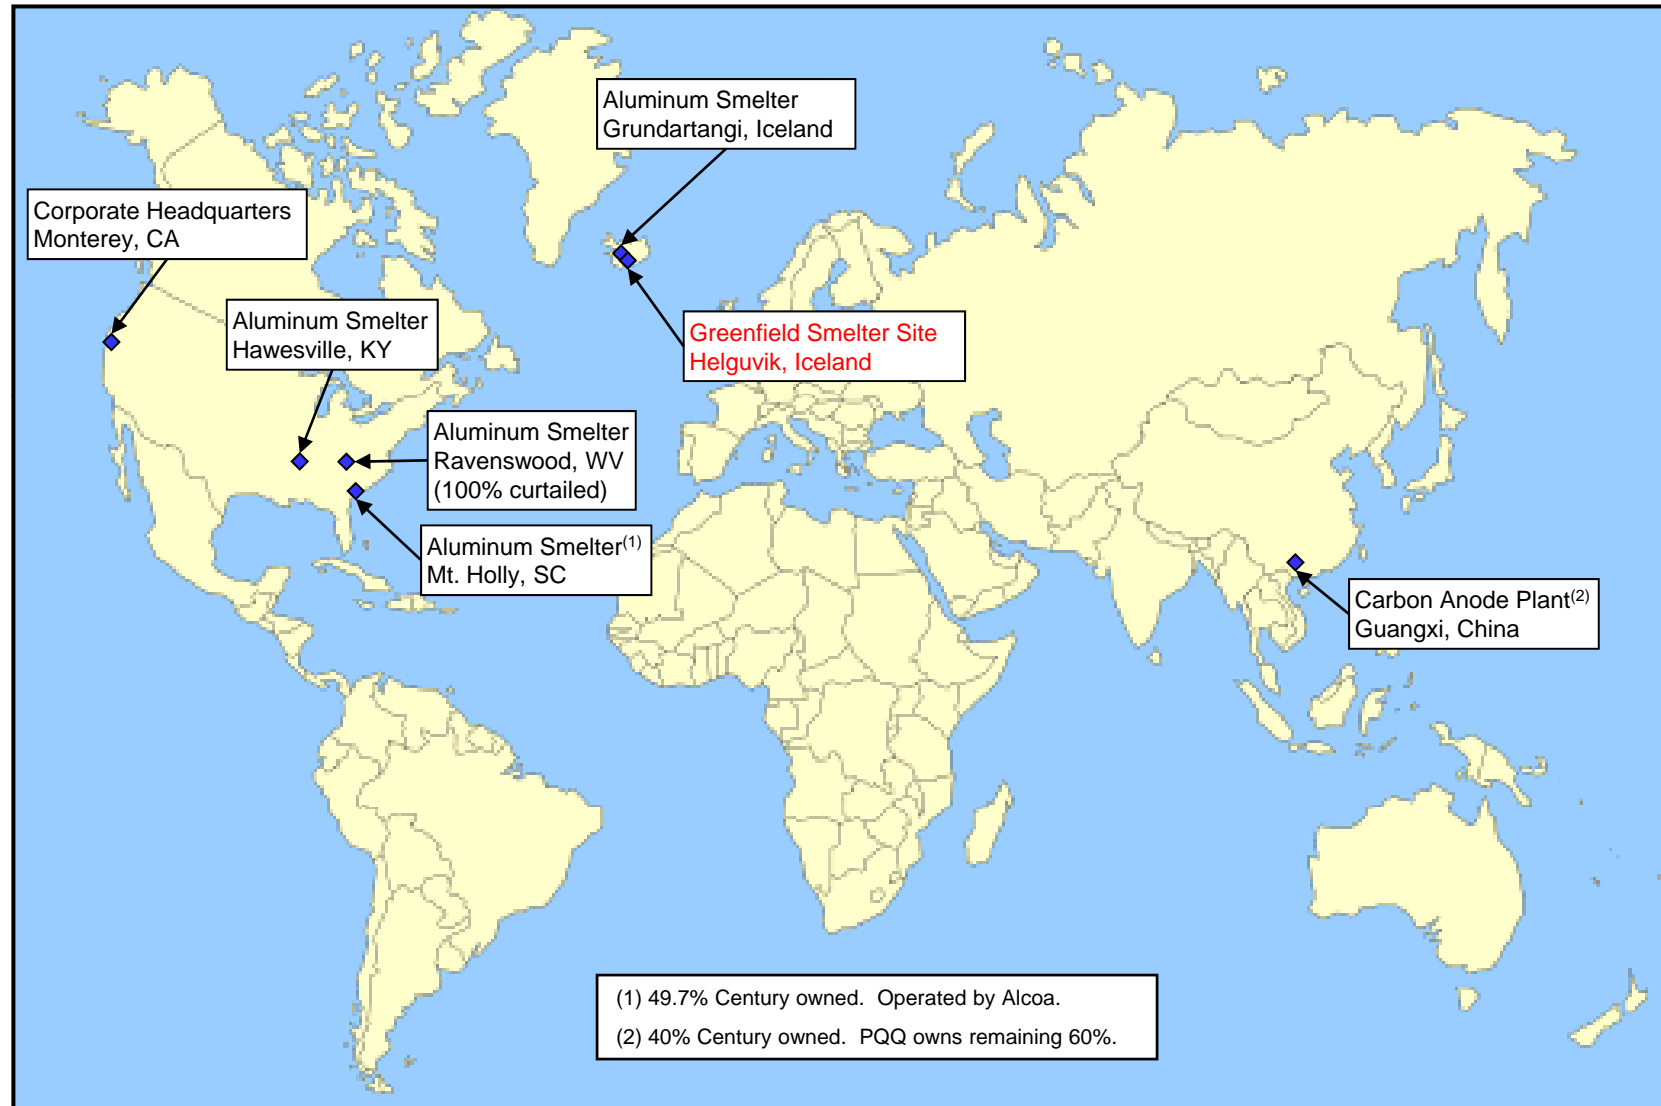 Aluminum Smelter
Grundartangi, Iceland
Corporate Headquarters
Monterey, CA
Aluminum Smelter
Hawesville, KY
Greenfield Smelter Site
Helguvik, Iceland
Aluminum Smelter
Ravenswood, WV
(100% curtailed)
Aluminum Smelter(1)
Mt. Holly, SC
Carbon Anode Plant(2)
Guangxi, China
(1) 49.7% Century owned.  Operated by Alcoa.
(2) 40% Century owned.  PQQ owns remaining 60%.